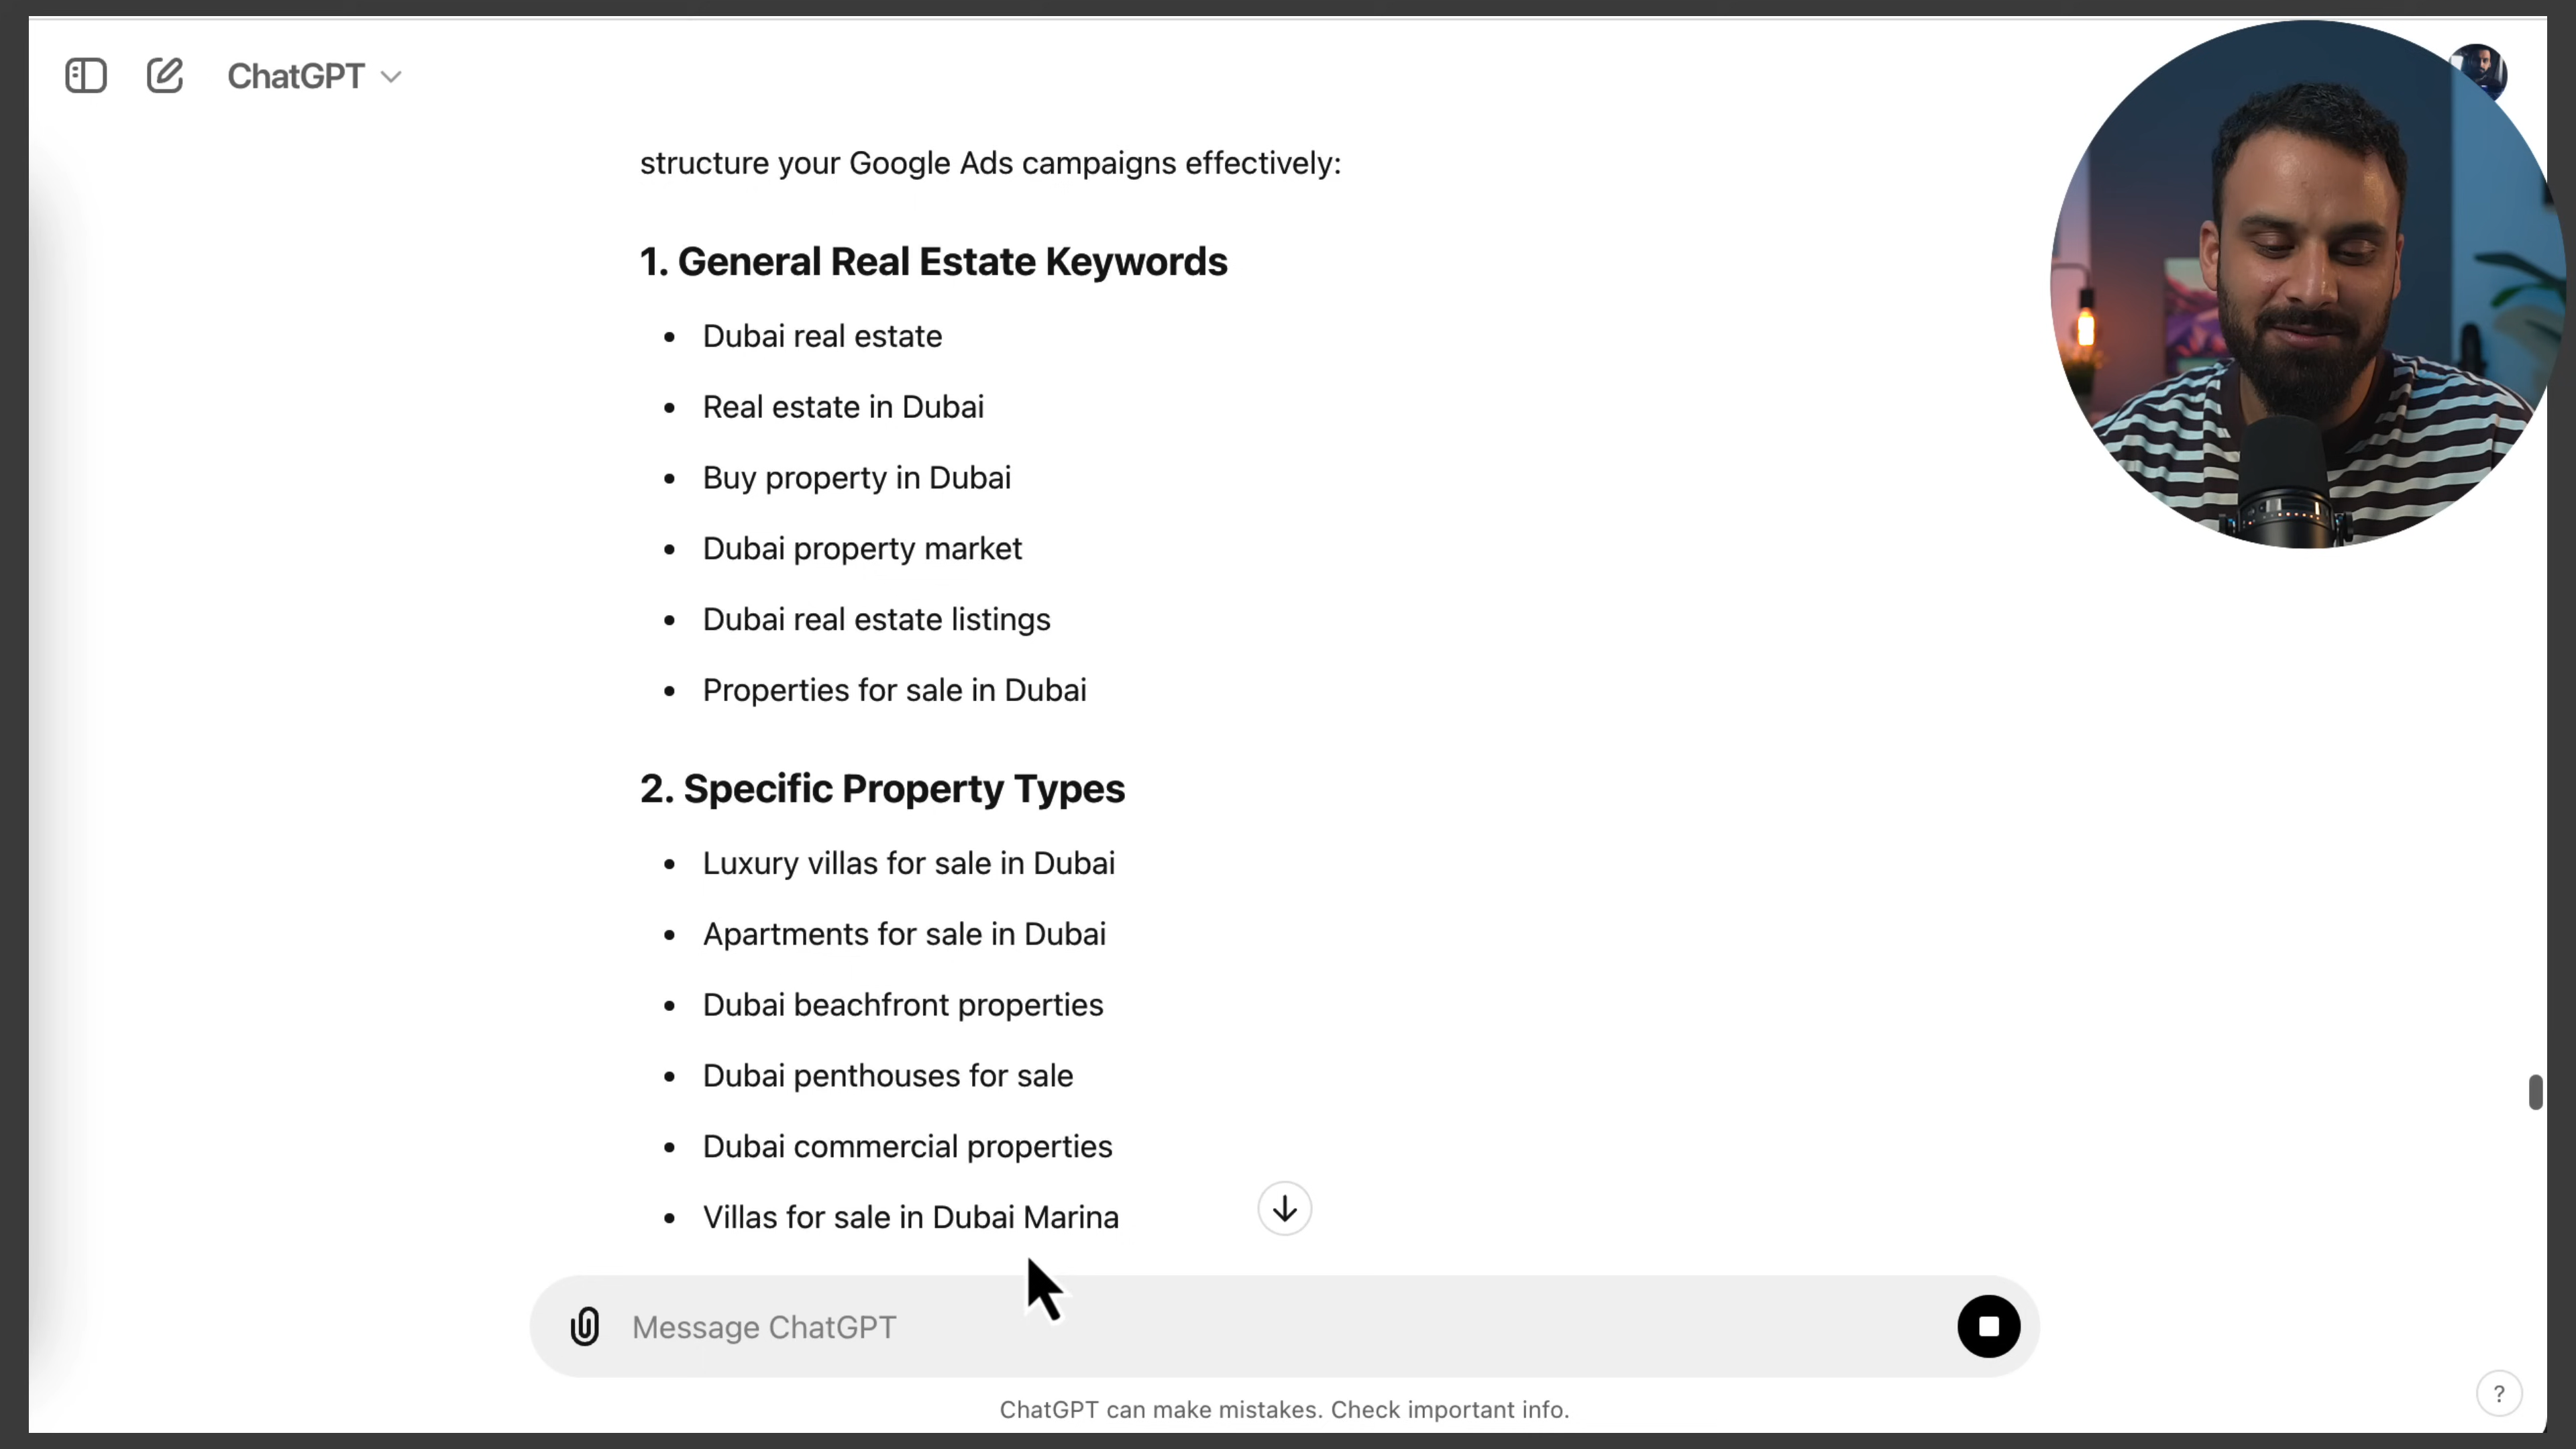 ChatGPT
structure your Google Ads campaigns effectively:
1. General Real Estate Keywords
• Dubai real estate
• Real estate in Dubai
• Buy property in Dubai
• Dubai property market
• Dubai real estate listings
• Properties for sale in Dubai
2. Specific Property Types
• Luxury villas for sale in Dubai
• Apartments for sale in Dubai
• Dubai beachfront properties
• Dubai penthouses for sale
• Dubai commercial properties
• Villas for sale in Dubai Marina
Message ChatGPT
ChatGPT can make mistakes. Check important info.
?